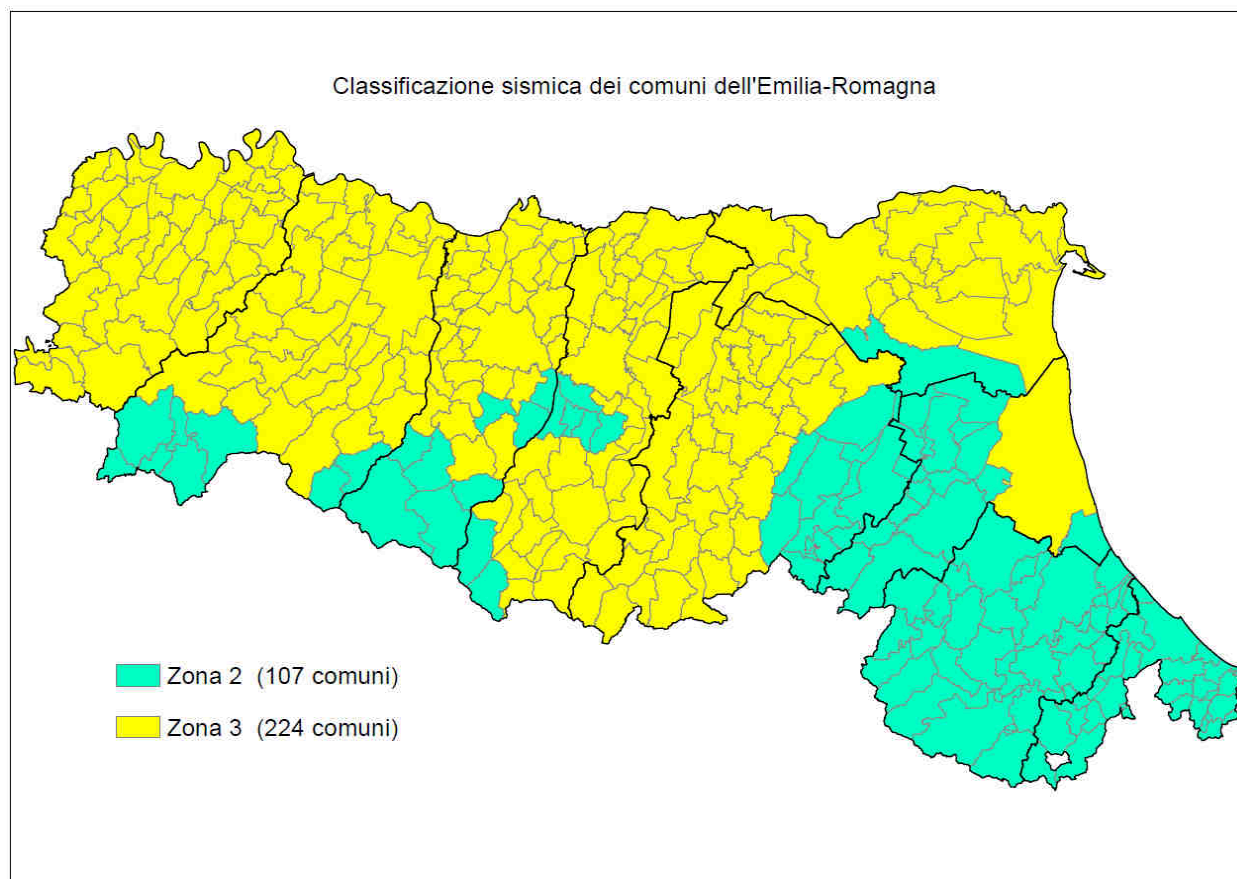 Classificazione sismica dei comuni dell'Emilia-Romagna
Zona 2 (107 comuni)
Zona 3 (224 comuni)